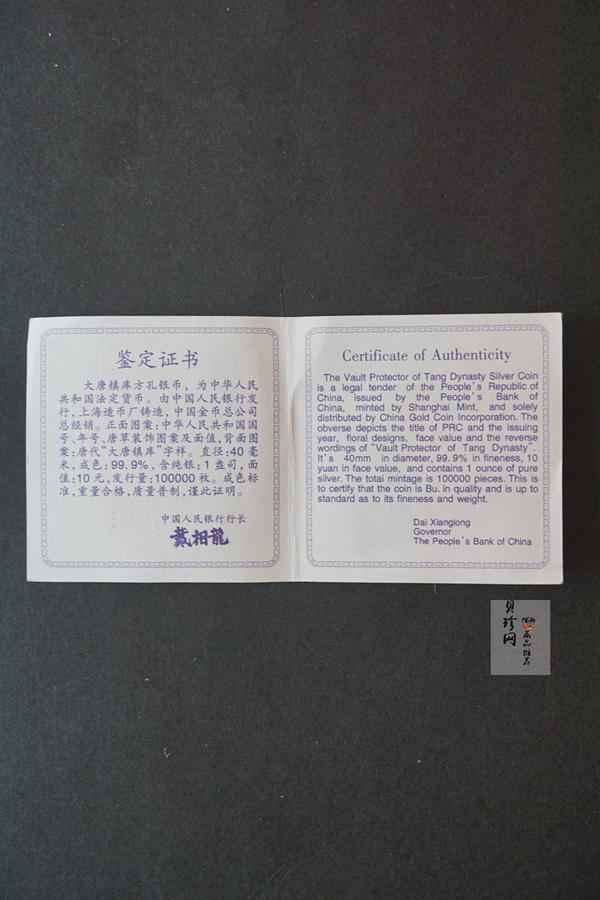 鉴定证书
大唐镇库方孔银币，为中华人民
共和国法定货币。由中国人民银行发
行，上海造币厂铸造，中国金币总公司
总经销。正面图案：中华人民共和国国
号、年号、唐草装饰图案及面值，背面图
案：唐代“大唐镇库”字样。直径：40毫
米，成色：99.9%，含纯银：1盎司，面
值：10元，发行量：100000枚。成色标
准，重量合格，质量普制，谨此证明。
中国人民银行行长
戴相龍
Certificate of Authenticity
The Vault Protector of Tang Dynasty Silver Coin
is a legal tender of the People's Republic of
China, issued by the People's Bank of
China, minted by Shanghai Mint, and solely
distributed by China Gold Coin Incorporation. The
obverse depicts the title of PRC and the issuing
year, floral designs, face value and the reverse
wordings of "Vault Protector of Tang Dynasty".
It's 40mm in diameter, 99.9% in fineness, 10
yuan in face value, and contains 1 ounce of pure
silver. The total mintage is 100000 pieces. This is
to certify that the coin is Bu. in quality and is up to
standard as to its fineness and weight.
Dai Xianglong
Governor
The People's Bank of China
贝珍网
藏品推荐